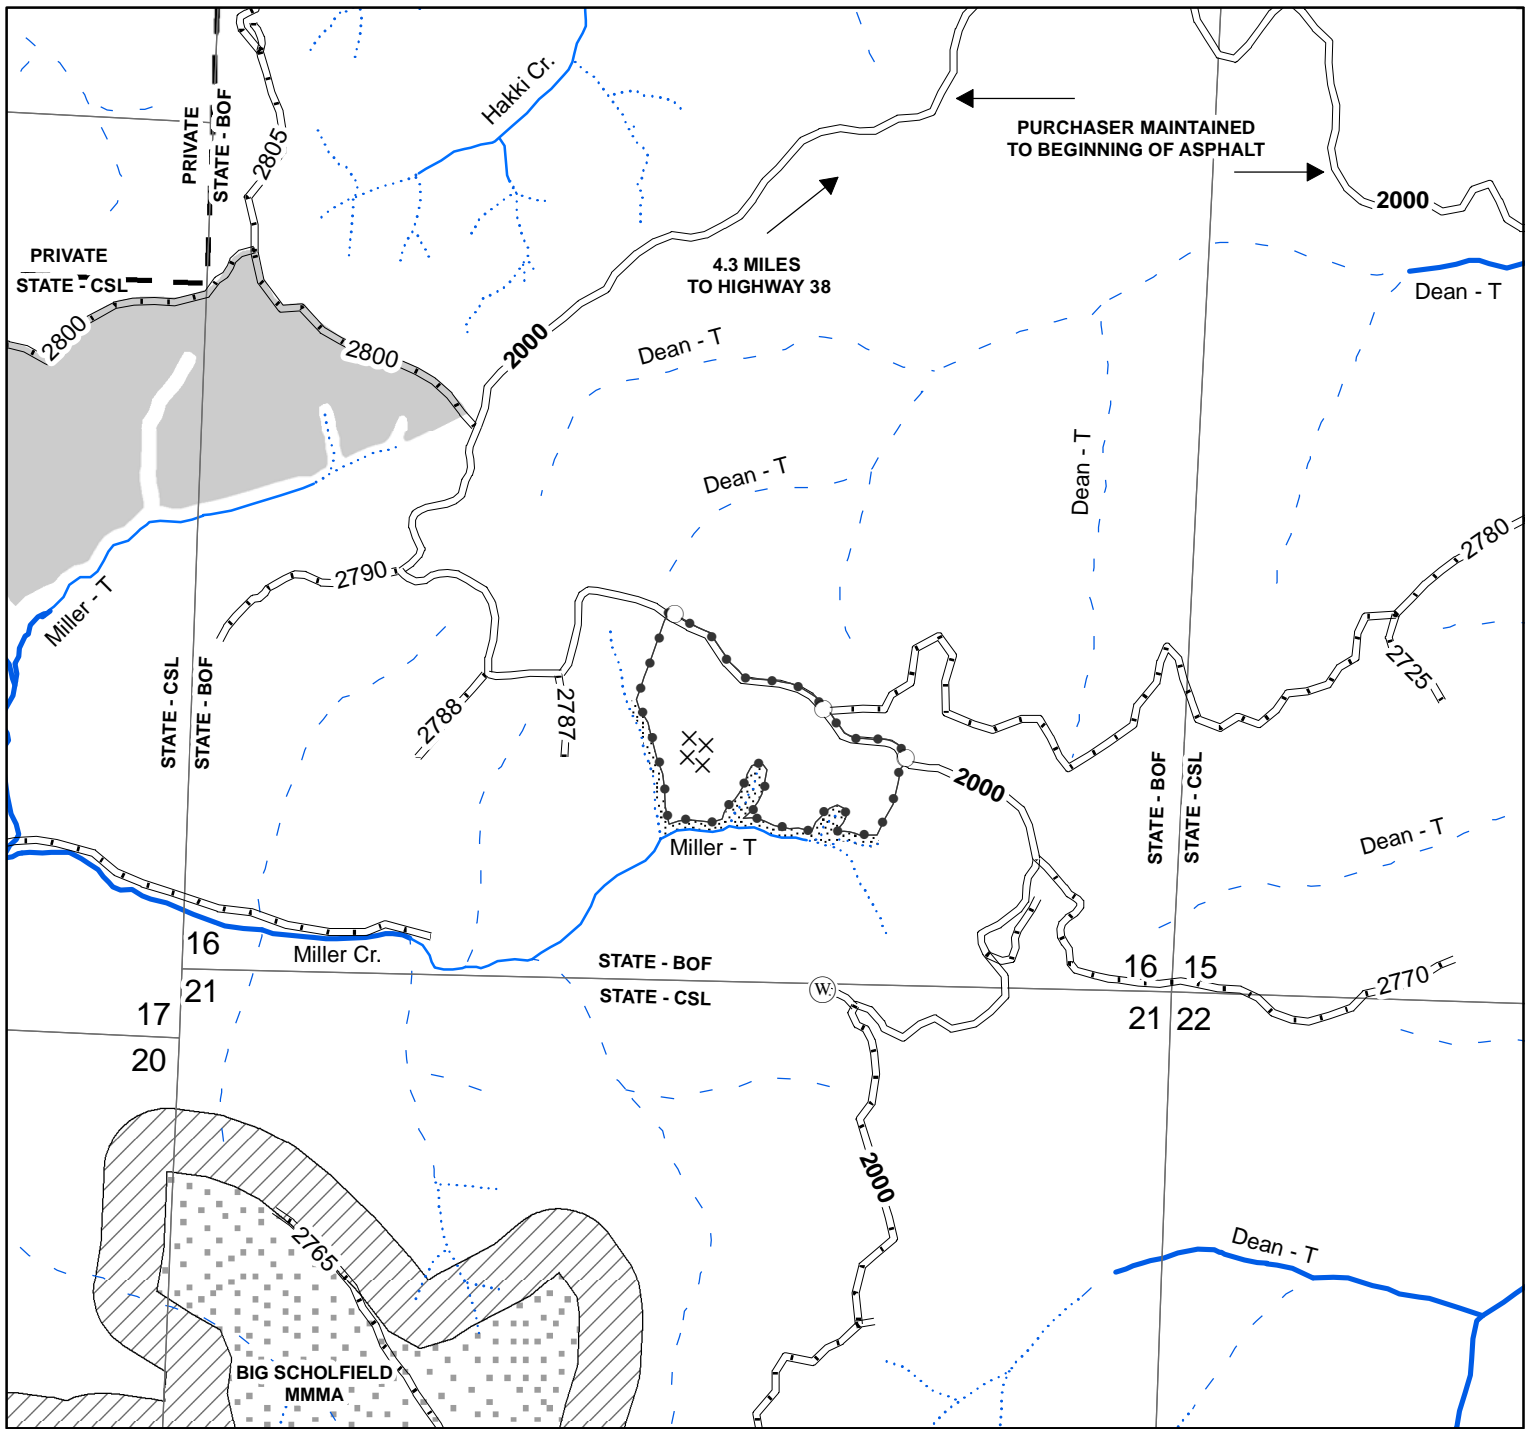 Hakki Cr.
PRIVATE
STATE - BOF
2805
PURCHASER MAINTAINED
TO BEGINNING OF ASPHALT
2000
PRIVATE
STATE - CSL
4.3 MILES
TO HIGHWAY 38
Dean - T
2800
2800
2000
Dean - T
Dean - T
Dean - T
2780
2790
Miller - T
STATE - CSL
STATE - BOF
2725
2788
2787
2000
STATE - BOF
STATE - CSL
Miller - T
Dean - T
16
Miller Cr.
STATE - BOF
16
15
21
STATE - CSL
W
2770
17
21
22
20
2000
2765
Dean - T
BIG SCHOLFIELD
MMMA